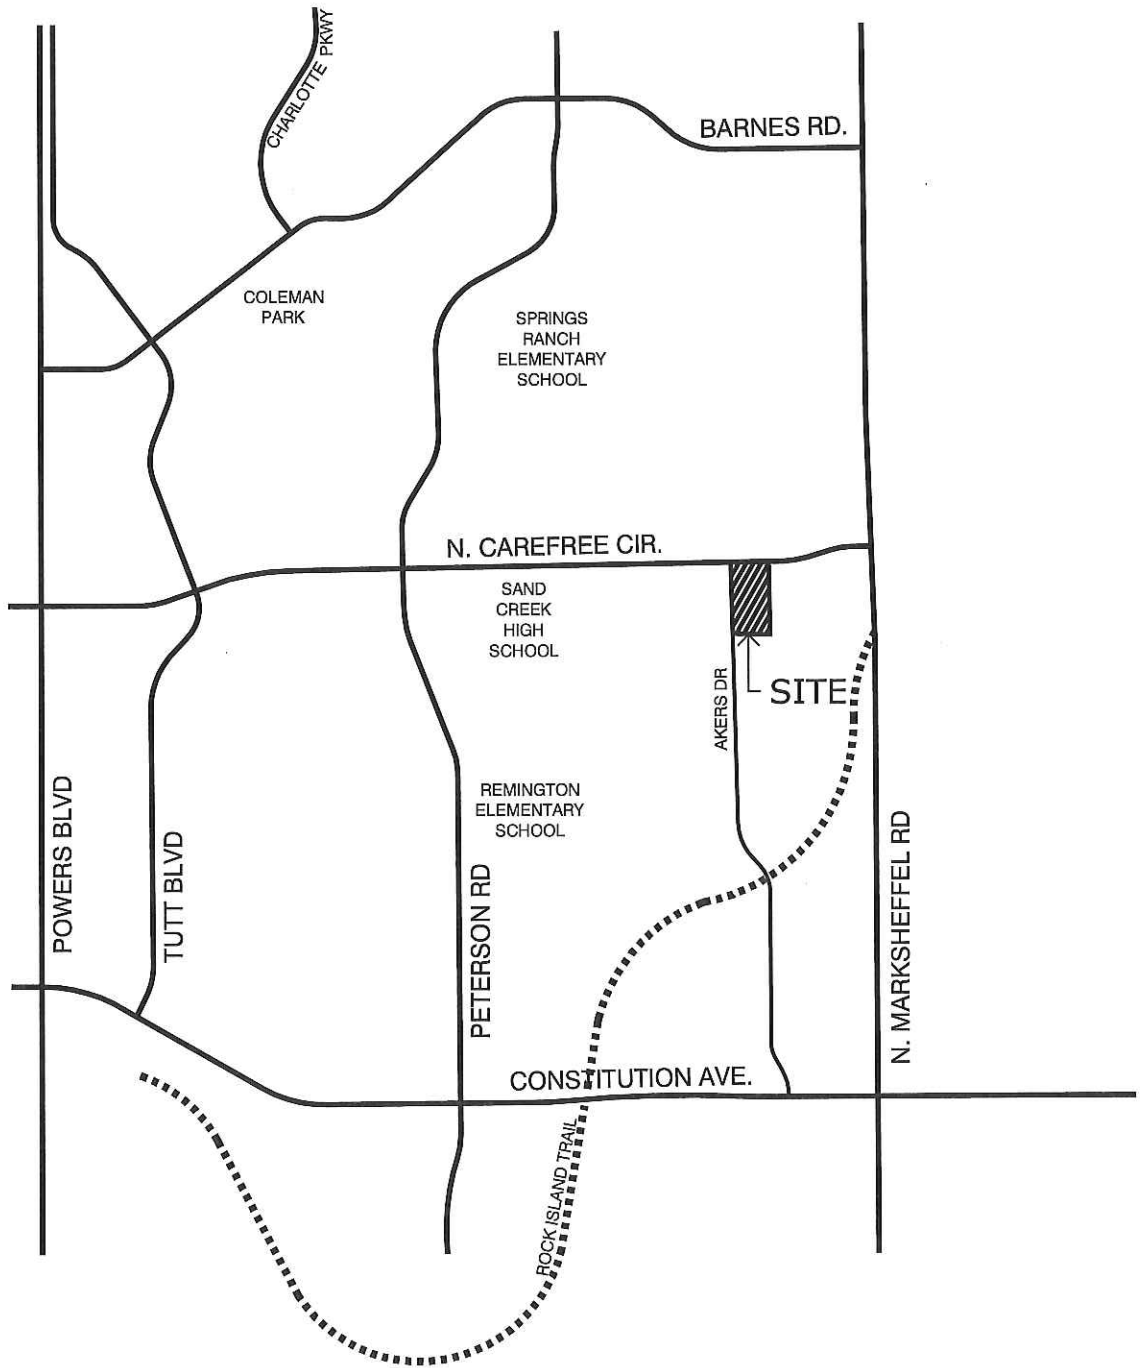 CHARLOTTE PKWY
BARNES RD.
COLEMAN
PARK
SPRINGS
RANCH
ELEMENTARY
SCHOOL
N. CAREFREE CIR.
SAND
CREEK
HIGH
SCHOOL
AKERS DR
SITE
REMINGTON
ELEMENTARY
SCHOOL
POWERS BLVD
TUTT BLVD
PETERSON RD
N. MARKSHEFFEL RD
CONSTITUTION AVE.
ROCK ISLAND TRAIL